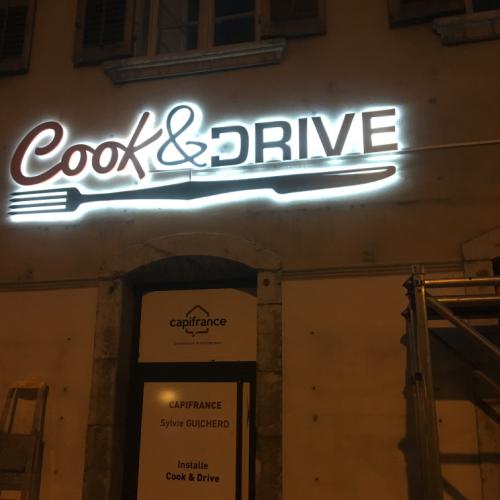 Cook & DRIVE
capifrance
CAPIFRANCE
Sylvie GUICHERD
Installe
Cook & Drive